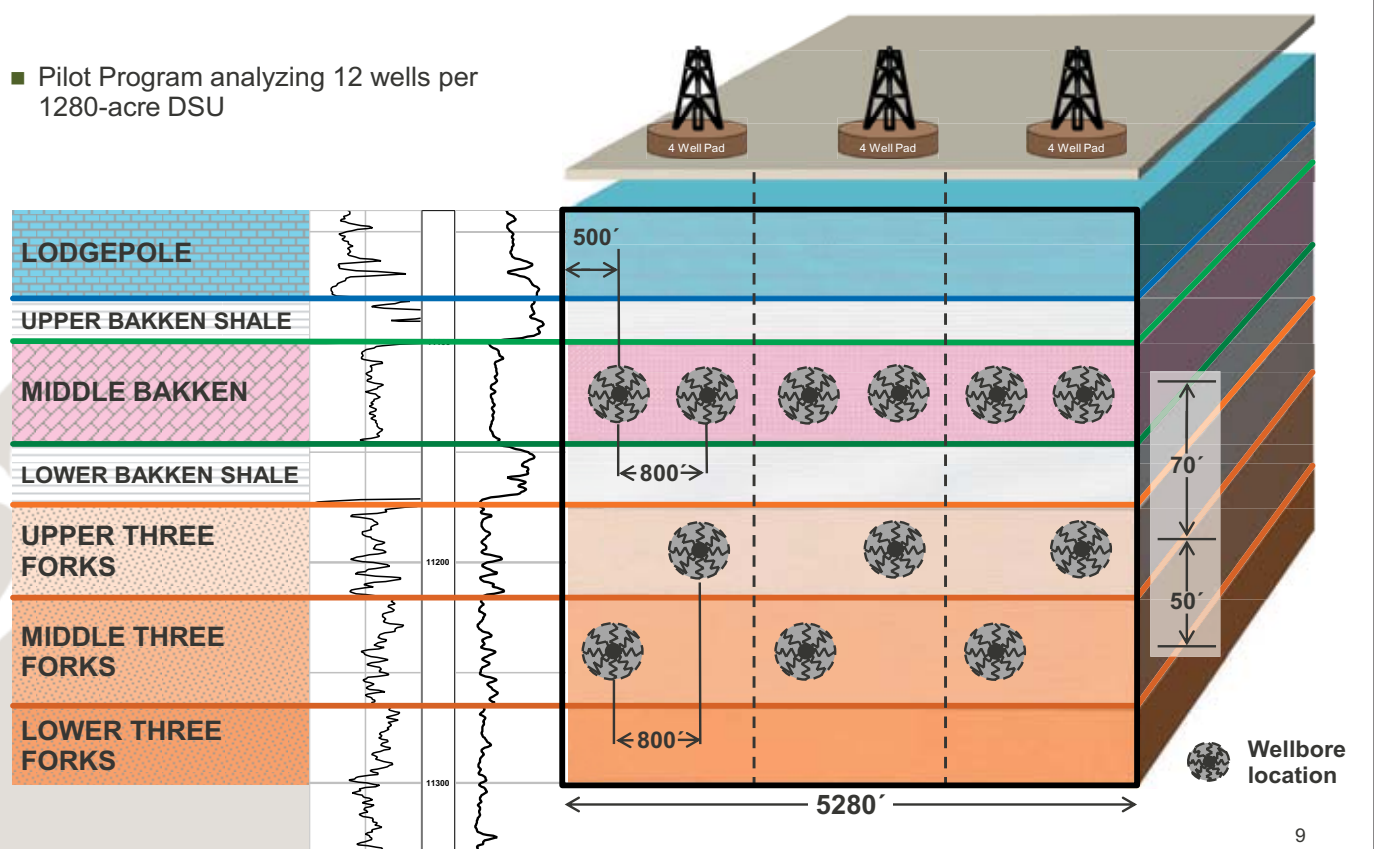 ■ Pilot Program analyzing 12 wells per
1280-acre DSU
4 Well Pad
4 Well Pad
4 Well Pad
LODGEPOLE
500´
UPPER BAKKEN SHALE
MIDDLE BAKKEN
800´
70´
LOWER BAKKEN SHALE
UPPER THREE
FORKS
11200
50´
MIDDLE THREE
FORKS
800´
LOWER THREE
FORKS
11300
5280´
Wellbore
location
9